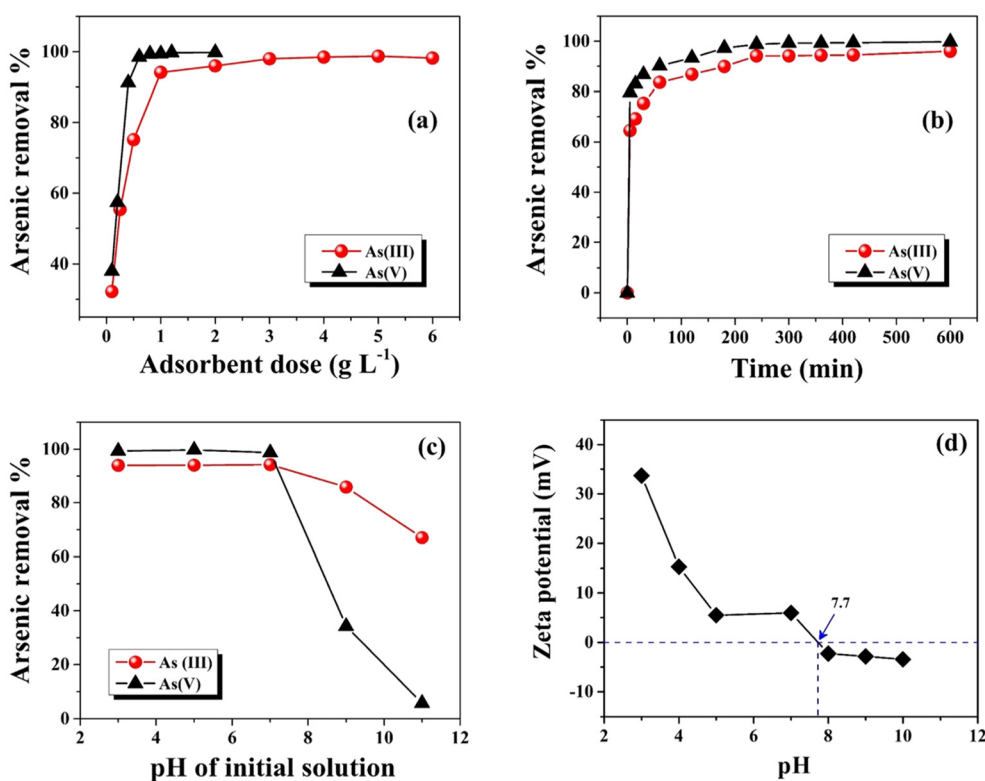 100
80
60
40
Arsenic removal %
(a)
As(III)
As(V)
0 1 2 3 4 5 6
Adsorbent dose (g L⁻¹)
100
80
60
40
20
0
Arsenic removal %
(b)
As(III)
As(V)
0 100 200 300 400 500 600
Time (min)
100
80
60
40
20
0
Arsenic removal %
(c)
As (III)
As(V)
2 4 6 8 10 12
pH of initial solution
40
30
20
10
0
-10
Zeta potential (mV)
(d)
7.7
2 4 6 8 10 12
pH